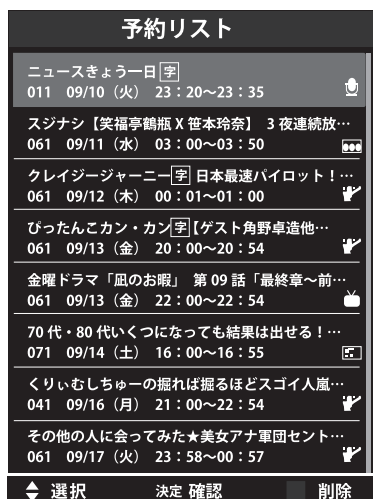 予約リスト
ニュースきょう一日字
011 09/10（火） 23：20～23：35
スジナシ【笑福亭鶴瓶 X 笹本玲奈】 3 夜連続放…
061 09/11（水） 03：00～03：50
クレイジージャーニー字 日本最速パイロット！…
061 09/12（木） 00：01～01：00
ぴったんこカン・カン字【ゲスト角野卓造他…
061 09/13（金） 20：00～20：54
金曜ドラマ「凪のお暇」 第 09 話「最終章～前…
061 09/13（金） 22：00～22：54
70 代・80 代いくつになっても結果は出せる！…
071 09/14（土） 16：00～16：55
くりぃむしちゅーの掘れば掘るほどスゴイ人嵐…
041 09/16（月） 21：00～22：54
その他の人に会ってみた★美女アナ軍団セント…
061 09/17（火） 23：58～00：57
選択 決定 確認 削除